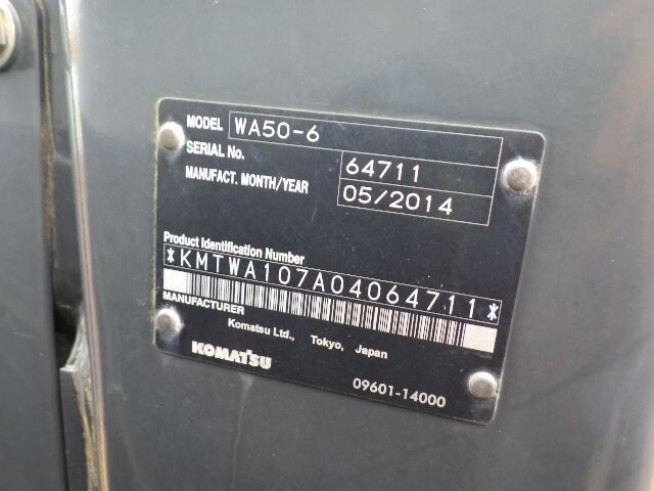 MODEL WA50-6
SERIAL No. 64711
MANUFACT. MONTH/YEAR 05/2014
Product Identification Number
*KMTWA107A04064711*
MANUFACTURER
Komatsu Ltd., Tokyo, Japan
KOMATSU
09601-14000